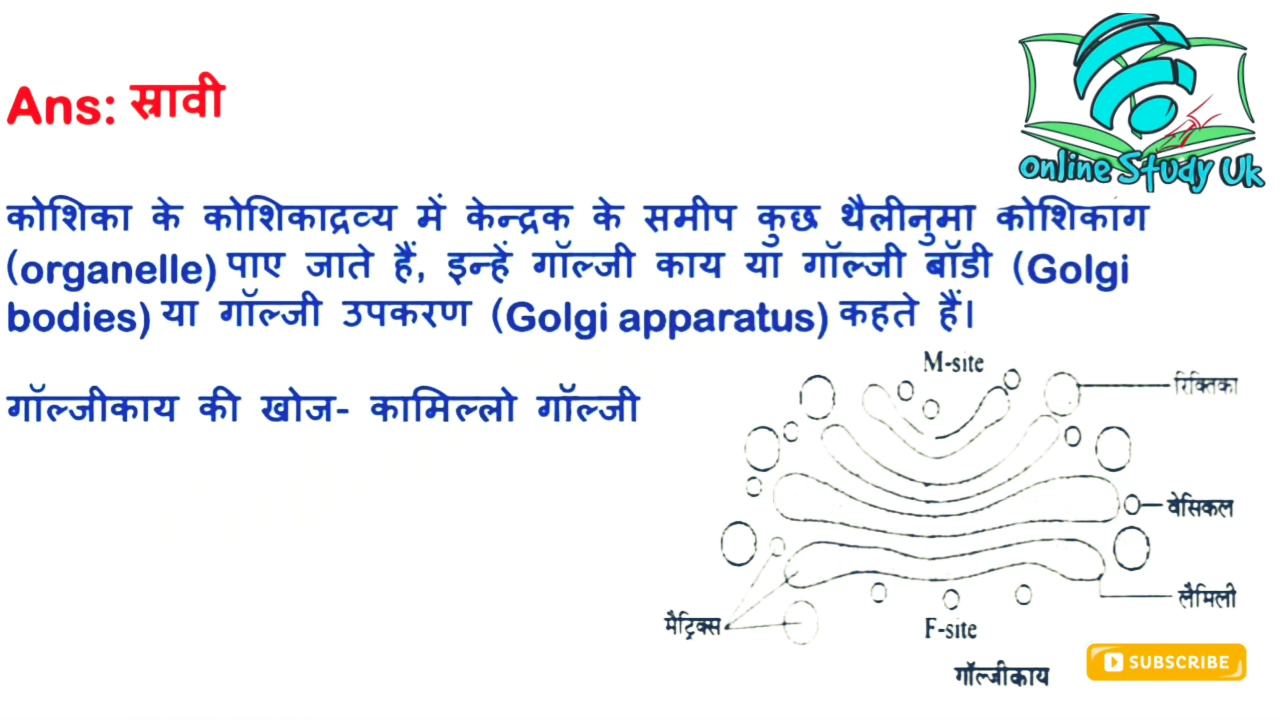 Ans: स्रावी
Online Study Uk
कोशिका के कोशिकाद्रव्य में केन्द्रक के समीप कुछ थैलीनुमा कोशिकांग
(organelle) पाए जाते हैं, इन्हें गॉल्जी काय या गॉल्जी बॉडी (Golgi
bodies) या गॉल्जी उपकरण (Golgi apparatus) कहते हैं।
गॉल्जीकाय की खोज- कामिल्लो गॉल्जी
M-site
रिक्तिका
वेसिकल
लैमिली
मैट्रिक्स
F-site
गॉल्जीकाय
SUBSCRIBE